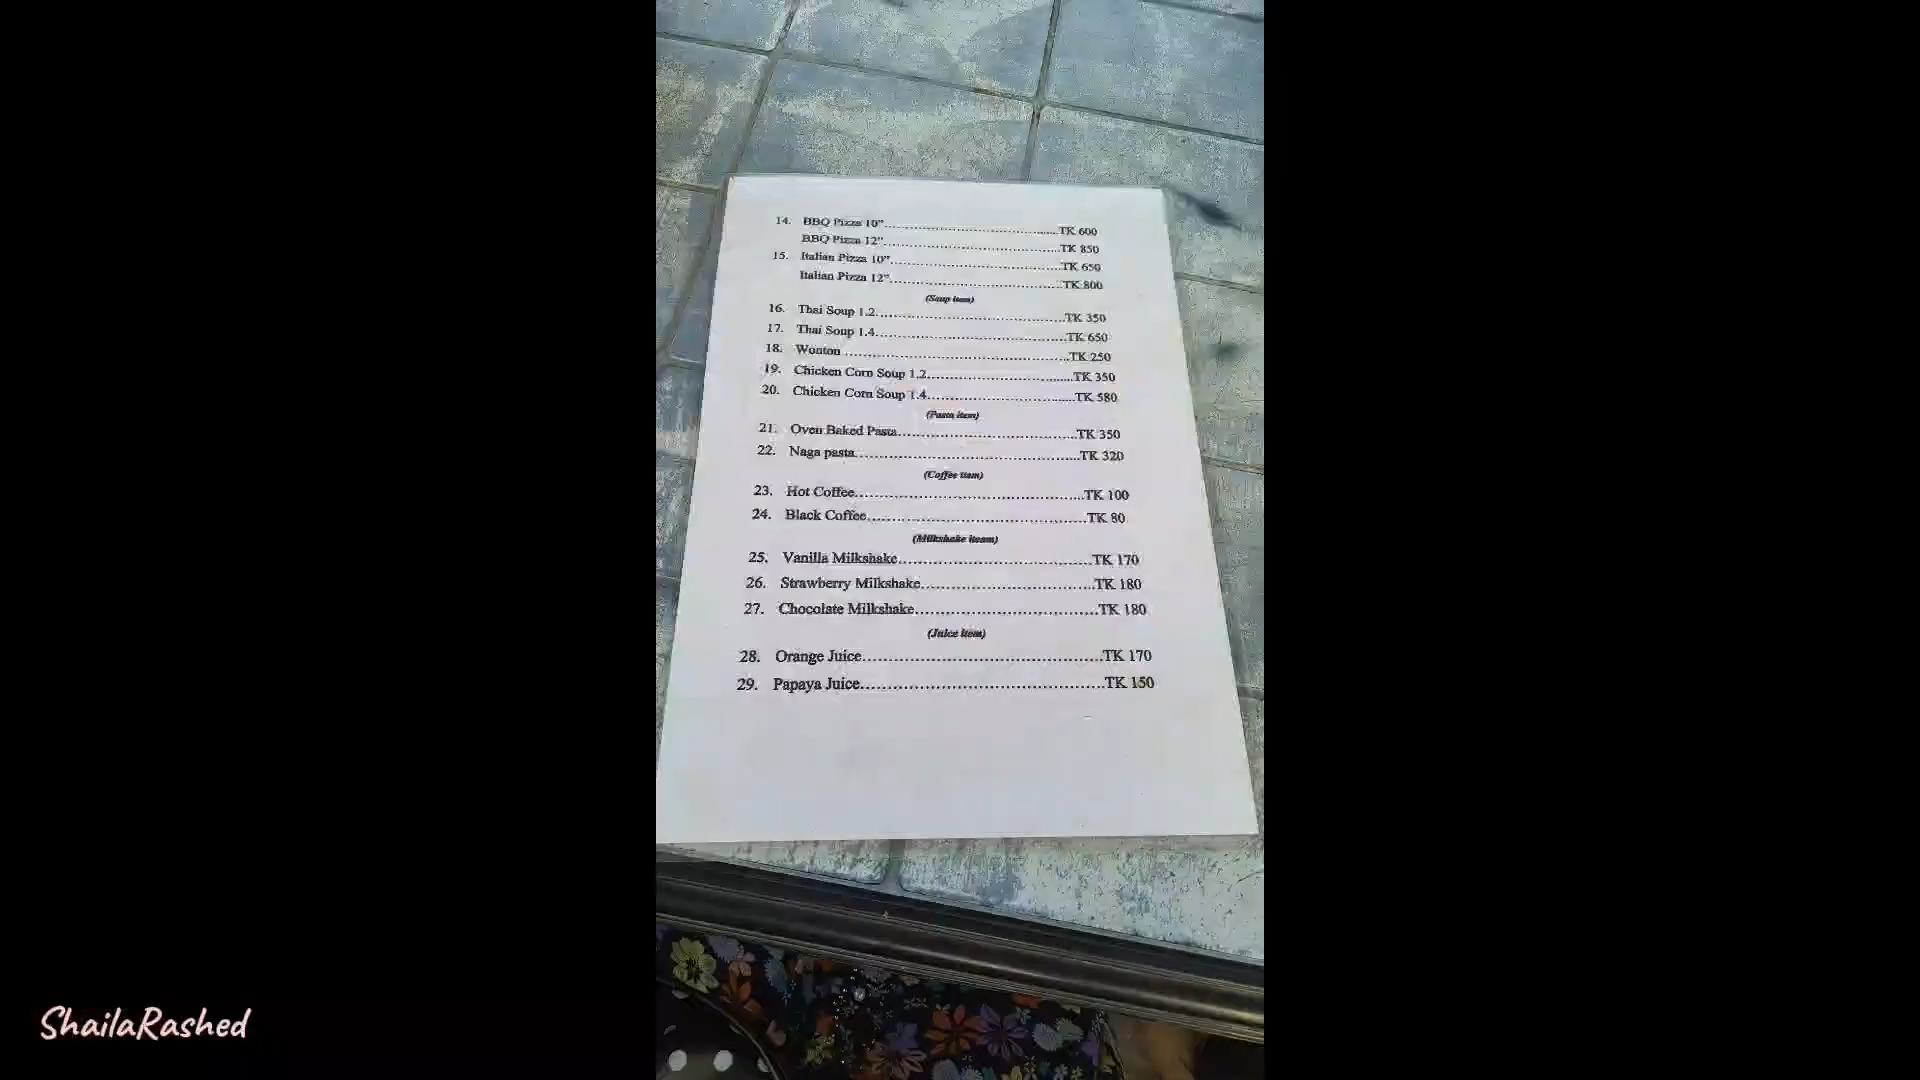 14. BBQ Pizza 10"..........................................TK 600
BBQ Pizza 12"..........................................TK 850
15. Italian Pizza 10"..........................................TK 650
Italian Pizza 12"..........................................TK 800
(Soup item)
16. Thai Soup 1.2..........................................TK 350
17. Thai Soup 1.4..........................................TK 650
18. Wonton ..........................................TK 250
19. Chicken Corn Soup 1.2..........................................TK 350
20. Chicken Corn Soup 1.4..........................................TK 580
(Pasta item)
21. Oven Baked Pasta..........................................TK 350
22. Naga pasta..........................................TK 320
(Coffee item)
23. Hot Coffee..........................................TK 100
24. Black Coffee..........................................TK 80
(Milkshake iteam)
25. Vanilla Milkshake..........................................TK 170
26. Strawberry Milkshake..........................................TK 180
27. Chocolate Milkshake..........................................TK 180
(Juice item)
28. Orange Juice..........................................TK 170
29. Papaya Juice..........................................TK 150
ShailaRashed